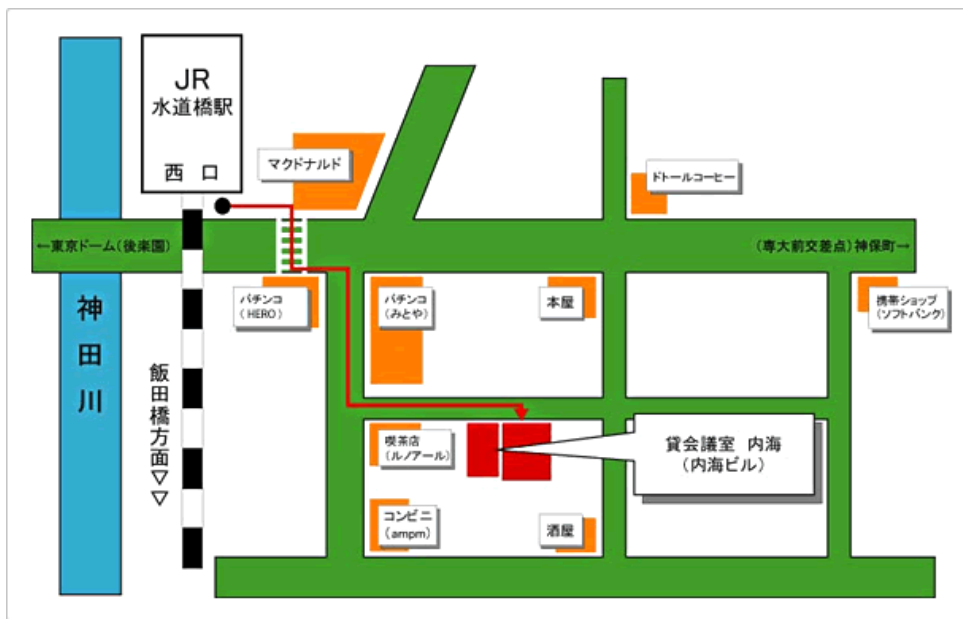 JR
水道橋駅
西 口
マクドナルド
ドトールコーヒー
←東京ドーム(後楽園)
(専大前交差点)神保町→
神田川
パチンコ
(HERO)
パチンコ
(みとや)
本屋
携帯ショップ
(ソフトバンク)
飯田橋方面▽▽
喫茶店
(ルノアール)
貸会議室 内海
(内海ビル)
コンビニ
(ampm)
酒屋